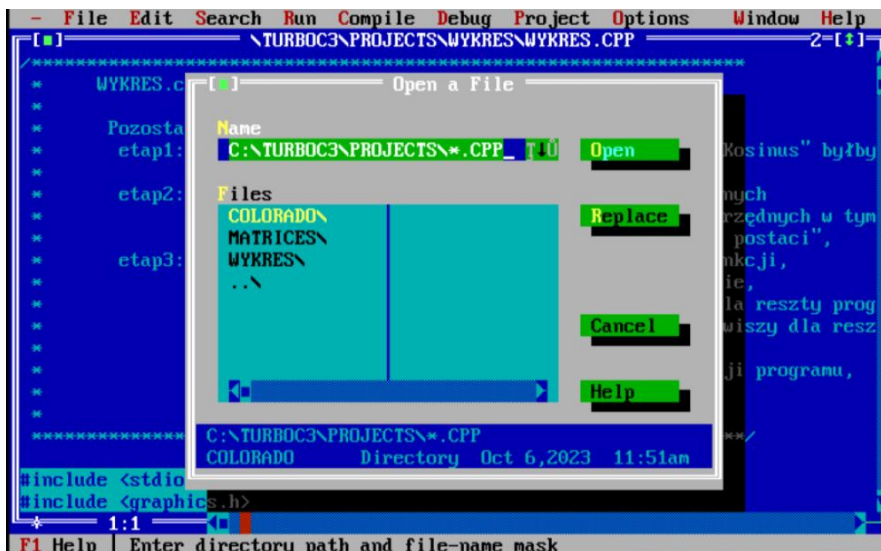 - File Edit Search Run Compile Debug Project Options Window Help
[■] \TURBOC3\PROJECTS\WYKRES\WYKRES.CPP 2=[↕]
/*******************************************************************
* WYKRES.c
*
* Pozosta
* etap1: Kosinus" byłby
*
* etap2: nych
* rzędnych w tym
* postaci",
* etap3: nkcji,
* ie,
* la reszty prog
* wiszy dla resz
*
* ji programu,
*
*
*************** **/
#include <stdio
#include <graphics.h>
1:1
[■] Open a File
Name
C:\TURBOC3\PROJECTS\*.CPP_
Open
Files
COLORADO\
MATRICES\
WYKRES\
..\
Replace
Cancel
Help
C:\TURBOC3\PROJECTS\*.CPP
COLORADO Directory Oct 6,2023 11:51am
F1 Help | Enter directory path and file-name mask